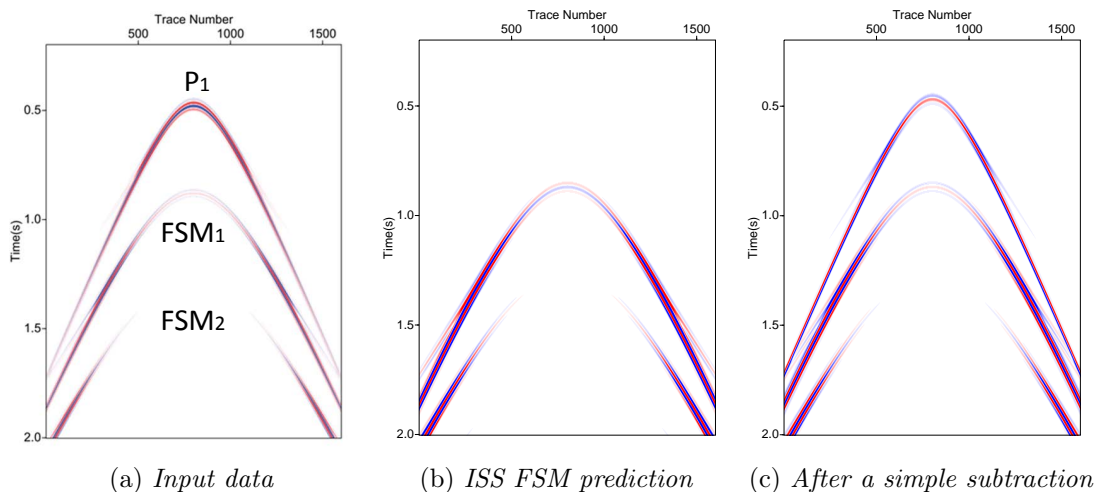 Trace Number
500 1000 1500
0.5
1.0
1.5
2.0
Time(s)
P1
FSM1
FSM2
(a) Input data
Trace Number
500 1000 1500
0.5
1.0
1.5
2.0
Time(s)
(b) ISS FSM prediction
Trace Number
500 1000 1500
0.5
1.0
1.5
2.0
Time(s)
(c) After a simple subtraction